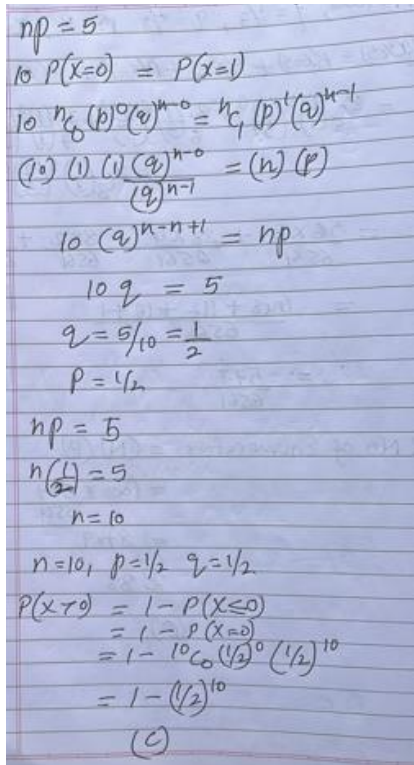 np = 5
10 P(x=0) = P(x=1)
10 ⁿC₀ (p)⁰(q)ⁿ⁻⁰ = ⁿC₁ (p)¹(q)ⁿ⁻¹
(10) (1) (1) (q)ⁿ⁻⁰ / (q)ⁿ⁻¹ = (n) (p)
10 (q)ⁿ⁻ⁿ⁺¹ = np
10 q = 5
q = 5/10 = 1/2
P = 1/2
np = 5
n(1/2) = 5
n = 10
n=10, p=1/2 q=1/2
P(x>0) = 1 - P(x≤0)
= 1 - P(x=0)
= 1 - ¹⁰C₀ (1/2)⁰ (1/2)¹⁰
= 1 - (1/2)¹⁰
(C)